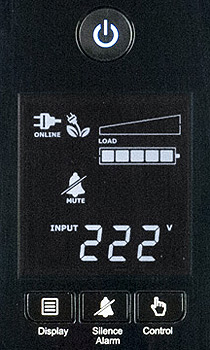 ONLINE
LOAD
MUTE
INPUT 222 V
Display
Silence Alarm
Control